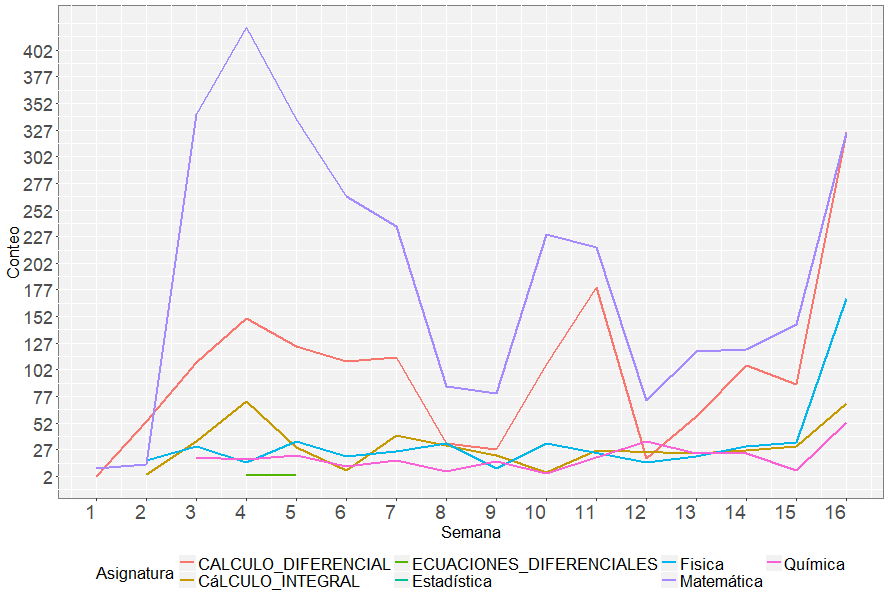 402
377
352
327
302
277
252
227
202
177
152
127
102
77
52
27
2
Conteo
1 2 3 4 5 6 7 8 9 10 11 12 13 14 15 16
Semana
Asignatura
CALCULO_DIFERENCIAL ECUACIONES_DIFERENCIALES Fisica Química
CáLCULO_INTEGRAL Estadística Matemática